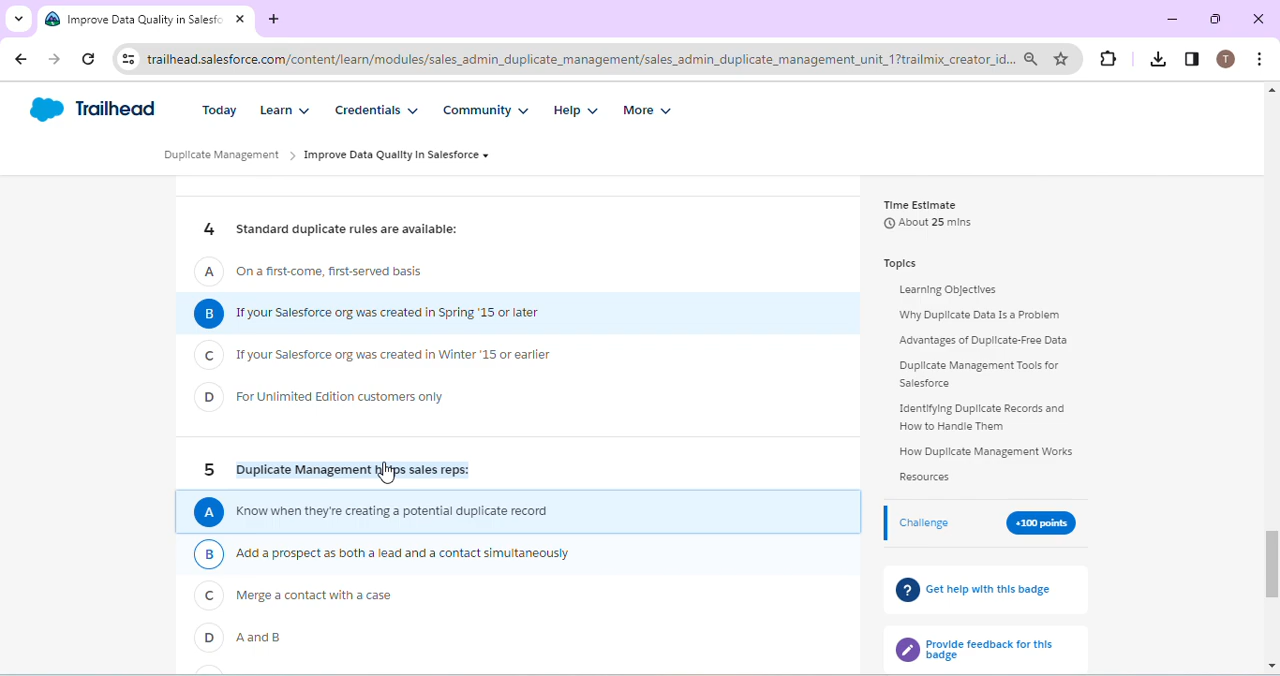 Improve Data Quality in Salesfo
trailhead.salesforce.com/content/learn/modules/sales_admin_duplicate_management/sales_admin_duplicate_management_unit_1?trailmix_creator_id...
T
Trailhead
Today
Learn
Credentials
Community
Help
More
Duplicate Management
Improve Data Quality in Salesforce
4 Standard duplicate rules are available:
A On a first-come, first-served basis
B If your Salesforce org was created in Spring '15 or later
C If your Salesforce org was created in Winter '15 or earlier
D For Unlimited Edition customers only
5 Duplicate Management helps sales reps:
A Know when they're creating a potential duplicate record
B Add a prospect as both a lead and a contact simultaneously
C Merge a contact with a case
D A and B
Time Estimate
About 25 mins
Topics
Learning Objectives
Why Duplicate Data Is a Problem
Advantages of Duplicate-Free Data
Duplicate Management Tools for
Salesforce
Identifying Duplicate Records and
How to Handle Them
How Duplicate Management Works
Resources
Challenge
+100 points
? Get help with this badge
Provide feedback for this
badge